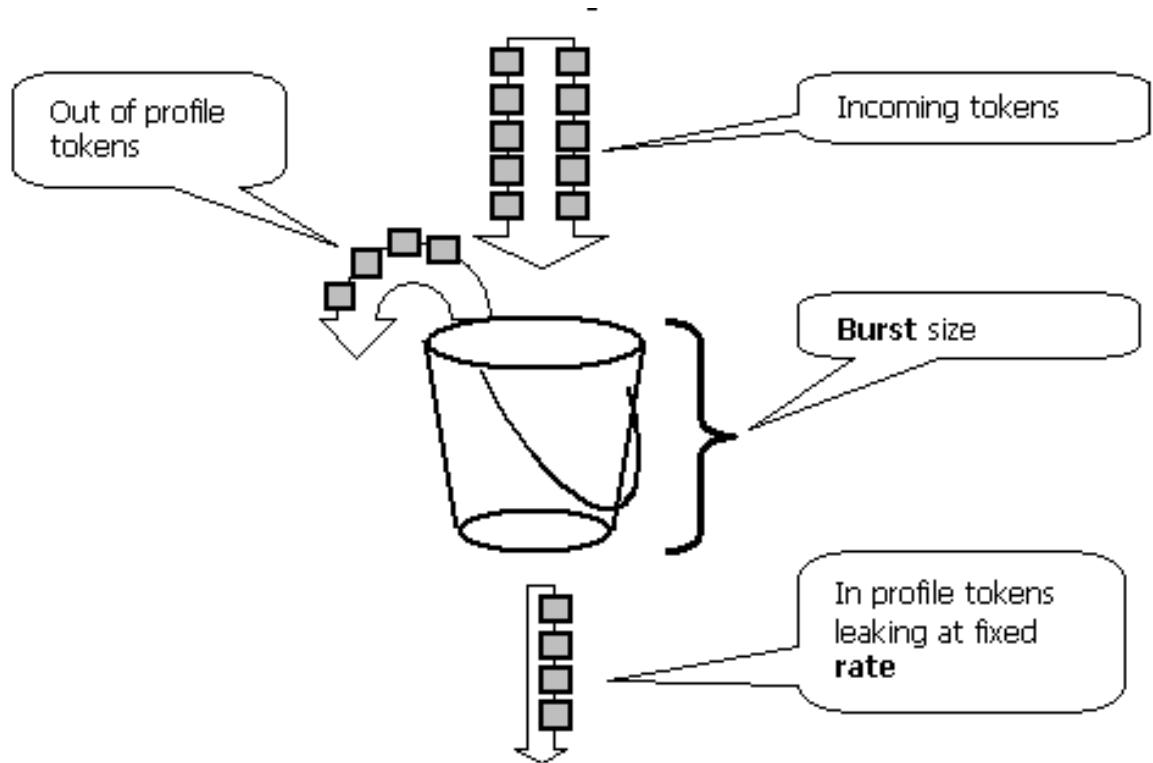 Out of profile
tokens
Incoming tokens
Burst size
In profile tokens
leaking at fixed
rate